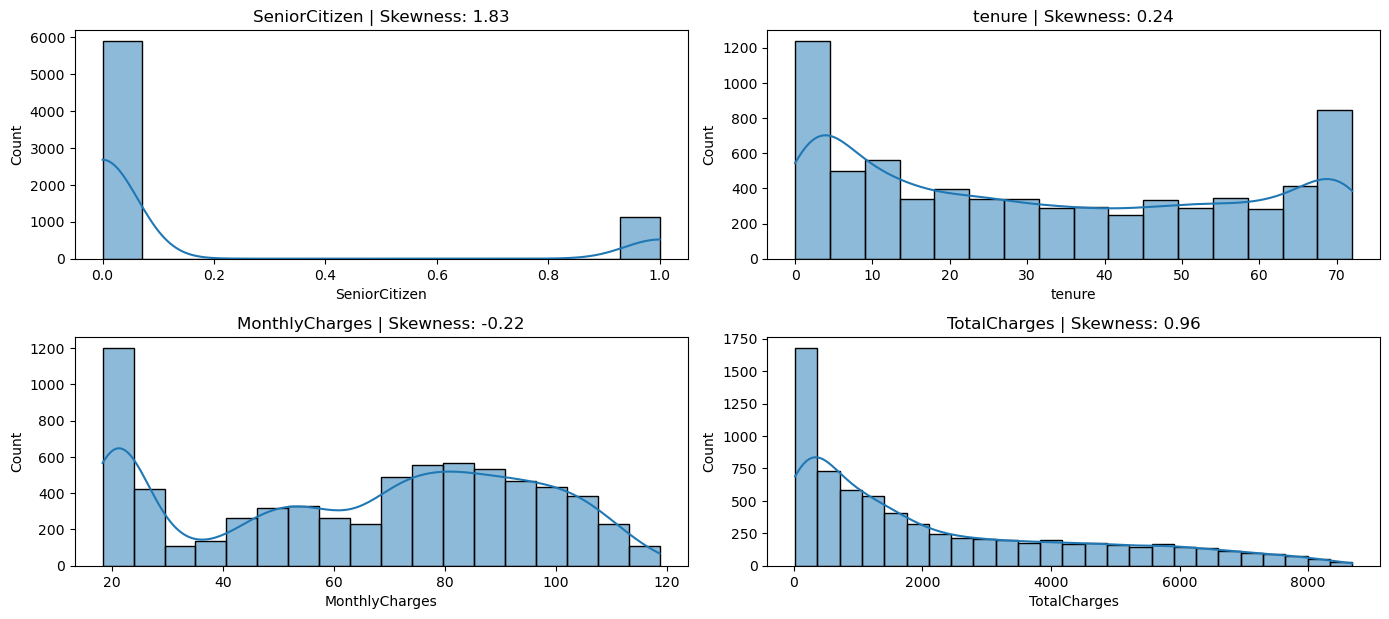 SeniorCitizen | Skewness: 1.83
6000
5000
4000
3000
2000
1000
0
Count
0.0 0.2 0.4 0.6 0.8 1.0
SeniorCitizen
tenure | Skewness: 0.24
1200
1000
800
600
400
200
0
Count
0 10 20 30 40 50 60 70
tenure
MonthlyCharges | Skewness: -0.22
1200
1000
800
600
400
200
0
Count
20 40 60 80 100 120
MonthlyCharges
TotalCharges | Skewness: 0.96
1750
1500
1250
1000
750
500
250
0
Count
0 2000 4000 6000 8000
TotalCharges